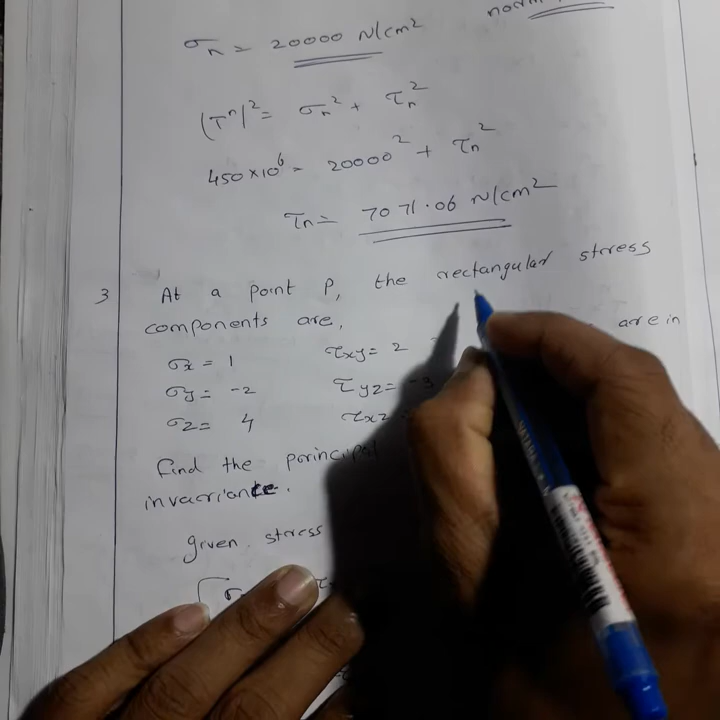 σn = 20000 N/cm²
(Tⁿ)² = σn² + τn²
450×10⁶ = 20000² + τn²
τn = 7071.06 N/cm²
3 At a point P, the rectangular stress
components are,
are in
σx = 1 τxy = 2
σy = -2 τyz = -3
σz = 4 τxz
Find the principal
invariance.
given stress